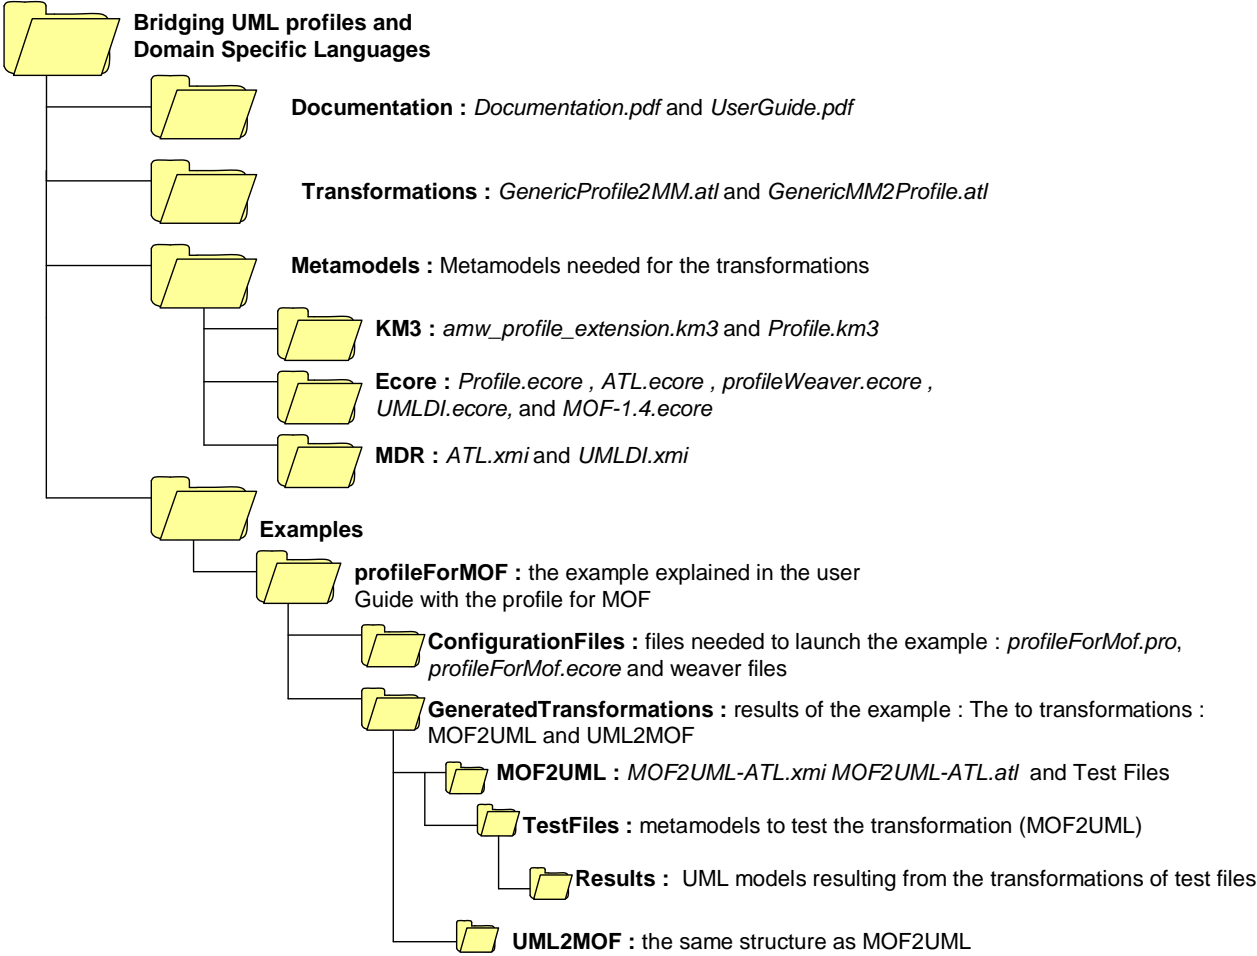 Bridging UML profiles and
Domain Specific Languages
Documentation : Documentation.pdf and UserGuide.pdf
Transformations : GenericProfile2MM.atl and GenericMM2Profile.atl
Metamodels : Metamodels needed for the transformations
KM3 : amw_profile_extension.km3 and Profile.km3
Ecore : Profile.ecore , ATL.ecore , profileWeaver.ecore ,
UMLDI.ecore, and MOF-1.4.ecore
MDR : ATL.xmi and UMLDI.xmi
Examples
profileForMOF : the example explained in the user
Guide with the profile for MOF
ConfigurationFiles : files needed to launch the example : profileForMof.pro,
profileForMof.ecore and weaver files
GeneratedTransformations : results of the example : The to transformations :
MOF2UML and UML2MOF
MOF2UML : MOF2UML-ATL.xmi MOF2UML-ATL.atl and Test Files
TestFiles : metamodels to test the transformation (MOF2UML)
Results : UML models resulting from the transformations of test files
UML2MOF : the same structure as MOF2UML